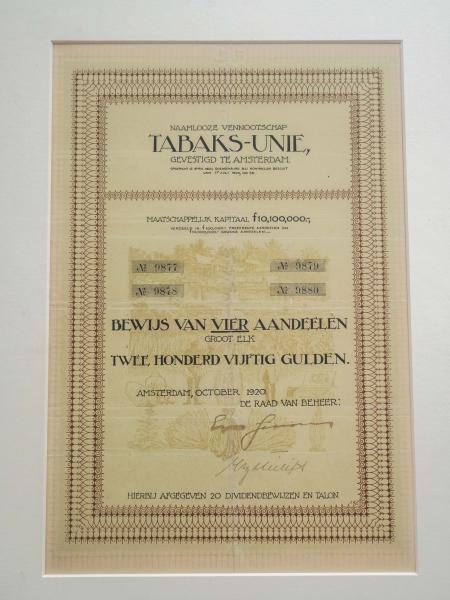 NAAMLOOZE VENNOOTSCHAP
TABAKS-UNIE,
GEVESTIGD TE AMSTERDAM.
MAATSCHAPPELIJK KAPITAAL f10,100,000:-,
№ 9877
№ 9879
№ 9878
№ 9880
BEWIJS VAN VIER AANDEELEN
GROOT ELK
TWEE HONDERD VIJFTIG GULDEN.
AMSTERDAM, OCTOBER 1920
DE RAAD VAN BEHEER:
HIERBIJ AFGEGEVEN 20 DIVIDENDBEWIJZEN EN TALON.